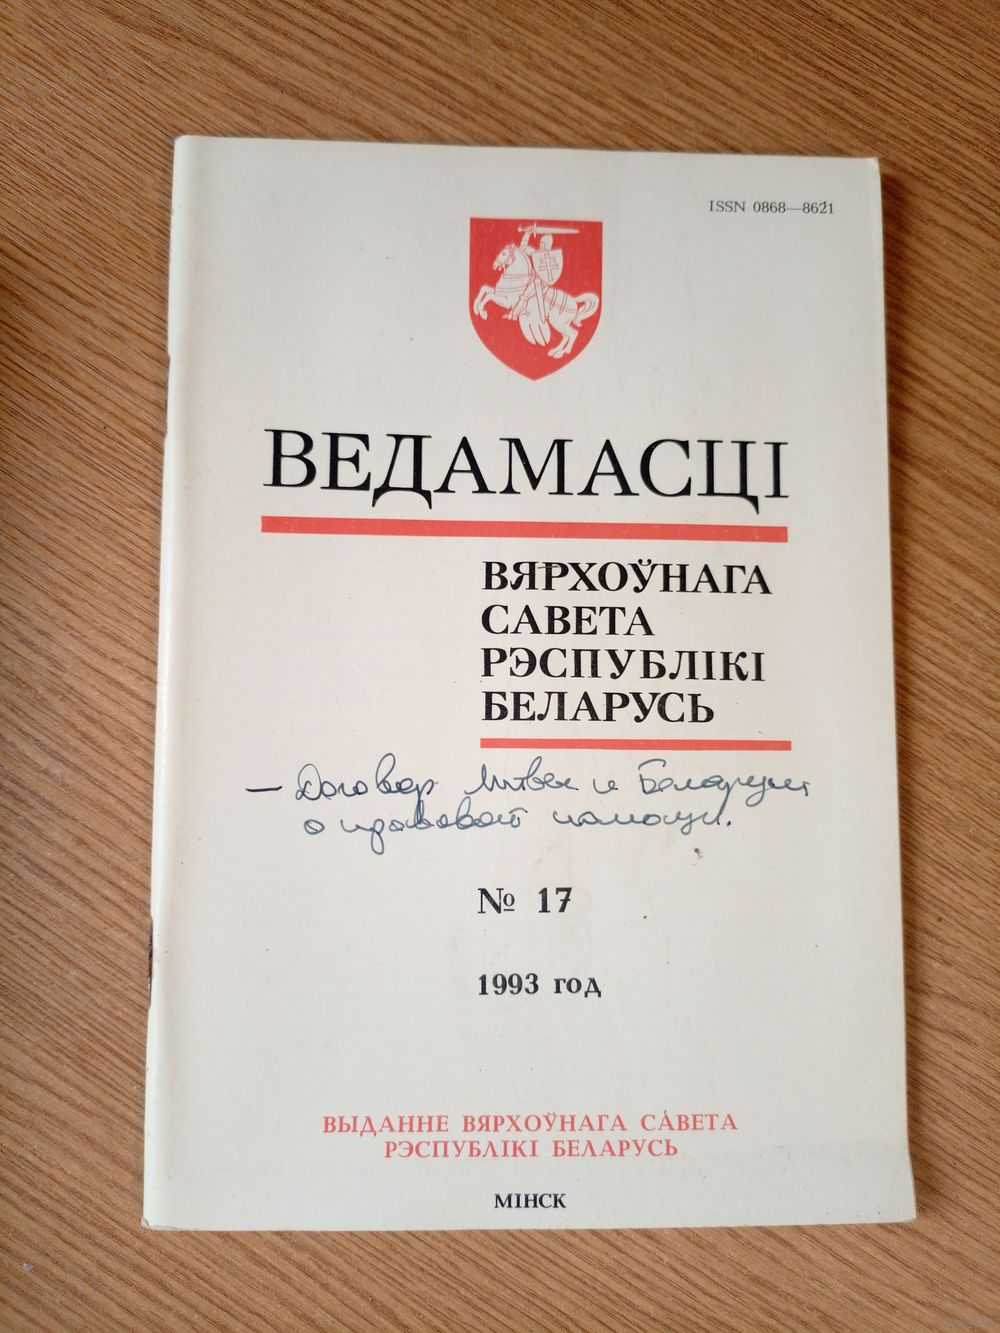 ISSN 0868—8621
ВЕДАМАСЦІ
ВЯРХОЎНАГА
САВЕТА
РЭСПУБЛІКІ
БЕЛАРУСЬ
— Договор Литвы и Беларуси
о правовой помощи.
№ 17
1993 год
ВЫДАННЕ ВЯРХОЎНАГА САВЕТА
РЭСПУБЛІКІ БЕЛАРУСЬ
МІНСК